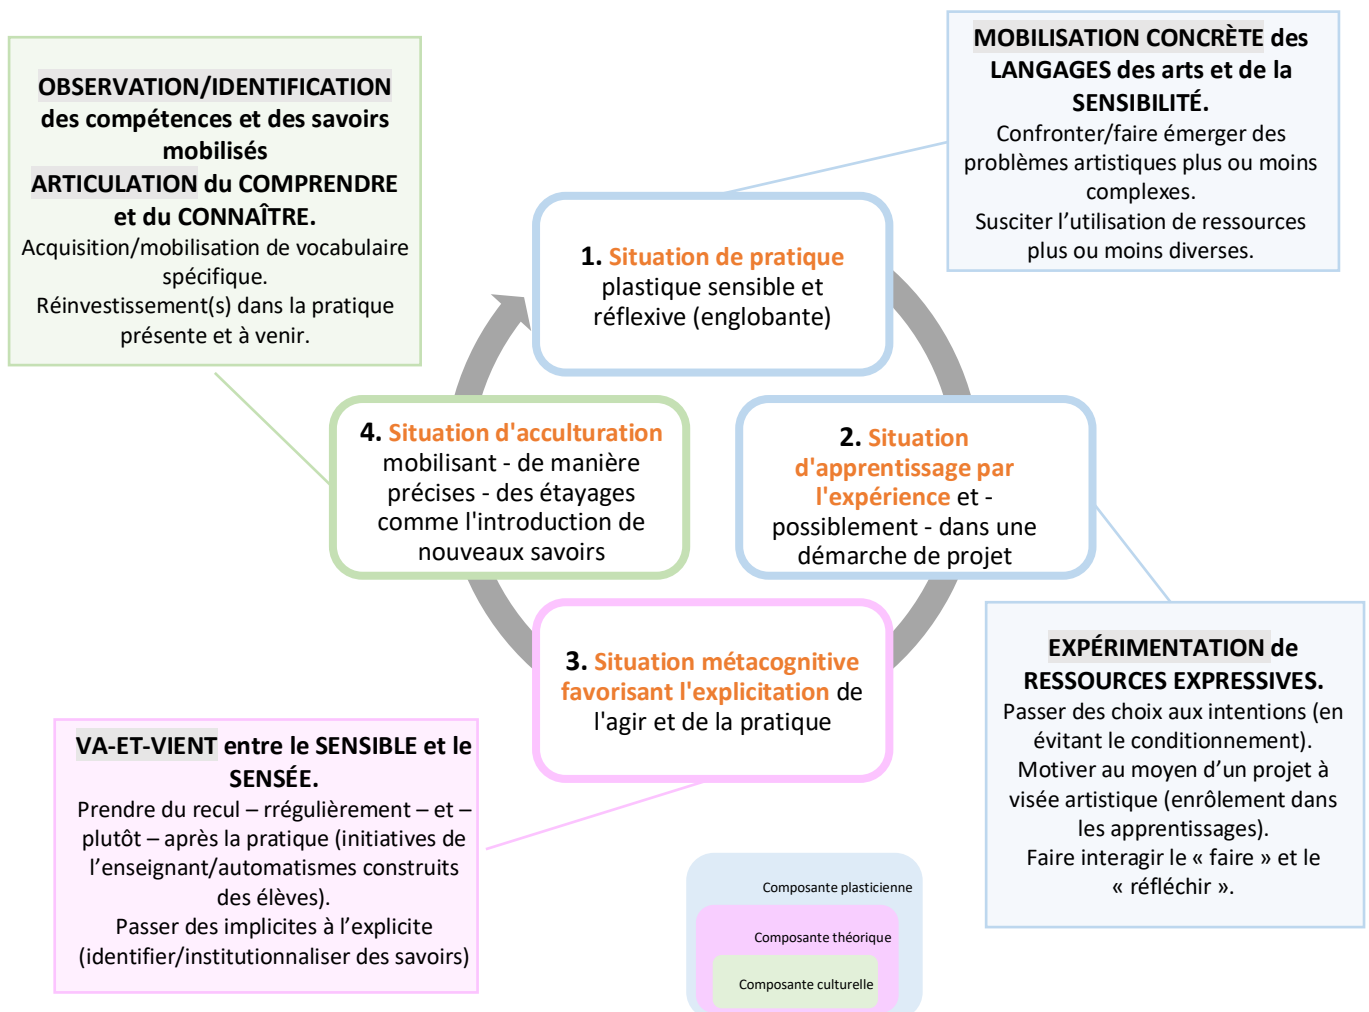 OBSERVATION/IDENTIFICATION
des compétences et des savoirs
mobilisés
ARTICULATION du COMPRENDRE
et du CONNAÎTRE.
Acquisition/mobilisation de vocabulaire
spécifique.
Réinvestissement(s) dans la pratique
présente et à venir.
MOBILISATION CONCRÈTE des
LANGAGES des arts et de la
SENSIBILITÉ.
Confronter/faire émerger des
problèmes artistiques plus ou moins
complexes.
Susciter l’utilisation de ressources
plus ou moins diverses.
1. Situation de pratique
plastique sensible et
réflexive (englobante)
2. Situation
d'apprentissage par
l'expérience et -
possiblement - dans une
démarche de projet
3. Situation métacognitive
favorisant l'explicitation de
l'agir et de la pratique
4. Situation d'acculturation
mobilisant - de manière
précises - des étayages
comme l'introduction de
nouveaux savoirs
EXPÉRIMENTATION de
RESSOURCES EXPRESSIVES.
Passer des choix aux intentions (en
évitant le conditionnement).
Motiver au moyen d’un projet à
visée artistique (enrôlement dans
les apprentissages).
Faire interagir le « faire » et le
« réfléchir ».
VA-ET-VIENT entre le SENSIBLE et le
SENSÉE.
Prendre du recul – rrégulièrement – et –
plutôt – après la pratique (initiatives de
l’enseignant/automatismes construits
des élèves).
Passer des implicites à l’explicite
(identifier/institutionnaliser des savoirs)
Composante plasticienne
Composante théorique
Composante culturelle